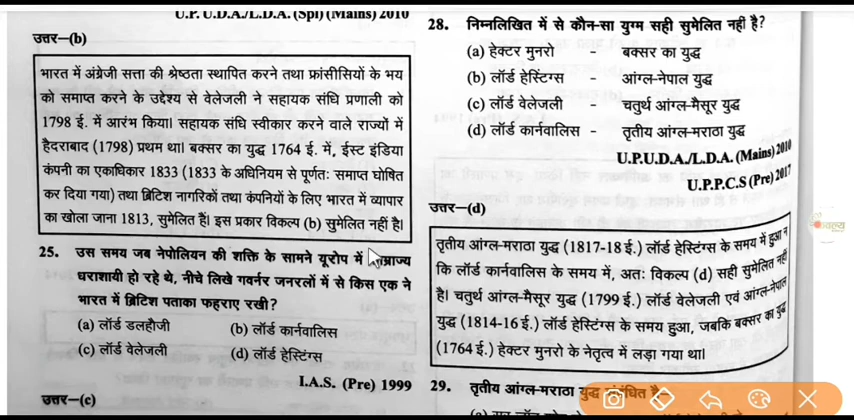 U.P. U.D.A./L.D.A. (Spl) (Mains) 2010
उत्तर—(b)
भारत में अंग्रेजी सत्ता की श्रेष्ठता स्थापित करने तथा फ्रांसीसियों के भय
को समाप्त करने के उद्देश्य से वेलेजली ने सहायक संधि प्रणाली को
1798 ई. में आरंभ किया। सहायक संधि स्वीकार करने वाले राज्यों में
हैदराबाद (1798) प्रथम था। बक्सर का युद्ध 1764 ई. में, ईस्ट इंडिया
कंपनी का एकाधिकार 1833 (1833 के अधिनियम से पूर्णतः समाप्त घोषित
कर दिया गया) तथा ब्रिटिश नागरिकों तथा कंपनियों के लिए भारत में व्यापार
का खोला जाना 1813, सुमेलित हैं। इस प्रकार विकल्प (b) सुमेलित नहीं है।
25. उस समय जब नेपोलियन की शक्ति के सामने यूरोप में साम्राज्य
धराशायी हो रहे थे, नीचे लिखे गवर्नर जनरलों में से किस एक ने
भारत में ब्रिटिश पताका फहराए रखी?
(a) लॉर्ड डलहौजी (b) लॉर्ड कार्नवालिस
(c) लॉर्ड वेलेजली (d) लॉर्ड हेस्टिंग्स
I.A.S. (Pre) 1999
उत्तर—(c)
28. निम्नलिखित में से कौन-सा युग्म सही सुमेलित नहीं है?
(a) हेक्टर मुनरो - बक्सर का युद्ध
(b) लॉर्ड हेस्टिंग्स - आंग्ल-नेपाल युद्ध
(c) लॉर्ड वेलेजली - चतुर्थ आंग्ल-मैसूर युद्ध
(d) लॉर्ड कार्नवालिस - तृतीय आंग्ल-मराठा युद्ध
U.P.U.D.A./L.D.A. (Mains) 2010
U.P.P.C.S (Pre) 2017
उत्तर—(d)
तृतीय आंग्ल-मराठा युद्ध (1817-18 ई.) लॉर्ड हेस्टिंग्स के समय में हुआ न
कि लॉर्ड कार्नवालिस के समय में, अतः विकल्प (d) सही सुमेलित नहीं
है। चतुर्थ आंग्ल-मैसूर युद्ध (1799 ई.) लॉर्ड वेलेजली एवं आंग्ल-नेपाल
युद्ध (1814-16 ई.) लॉर्ड हेस्टिंग्स के समय हुआ, जबकि बक्सर का युद्ध
(1764 ई.) हेक्टर मुनरो के नेतृत्व में लड़ा गया था।
29. तृतीय आंग्ल-मराठा युद्ध